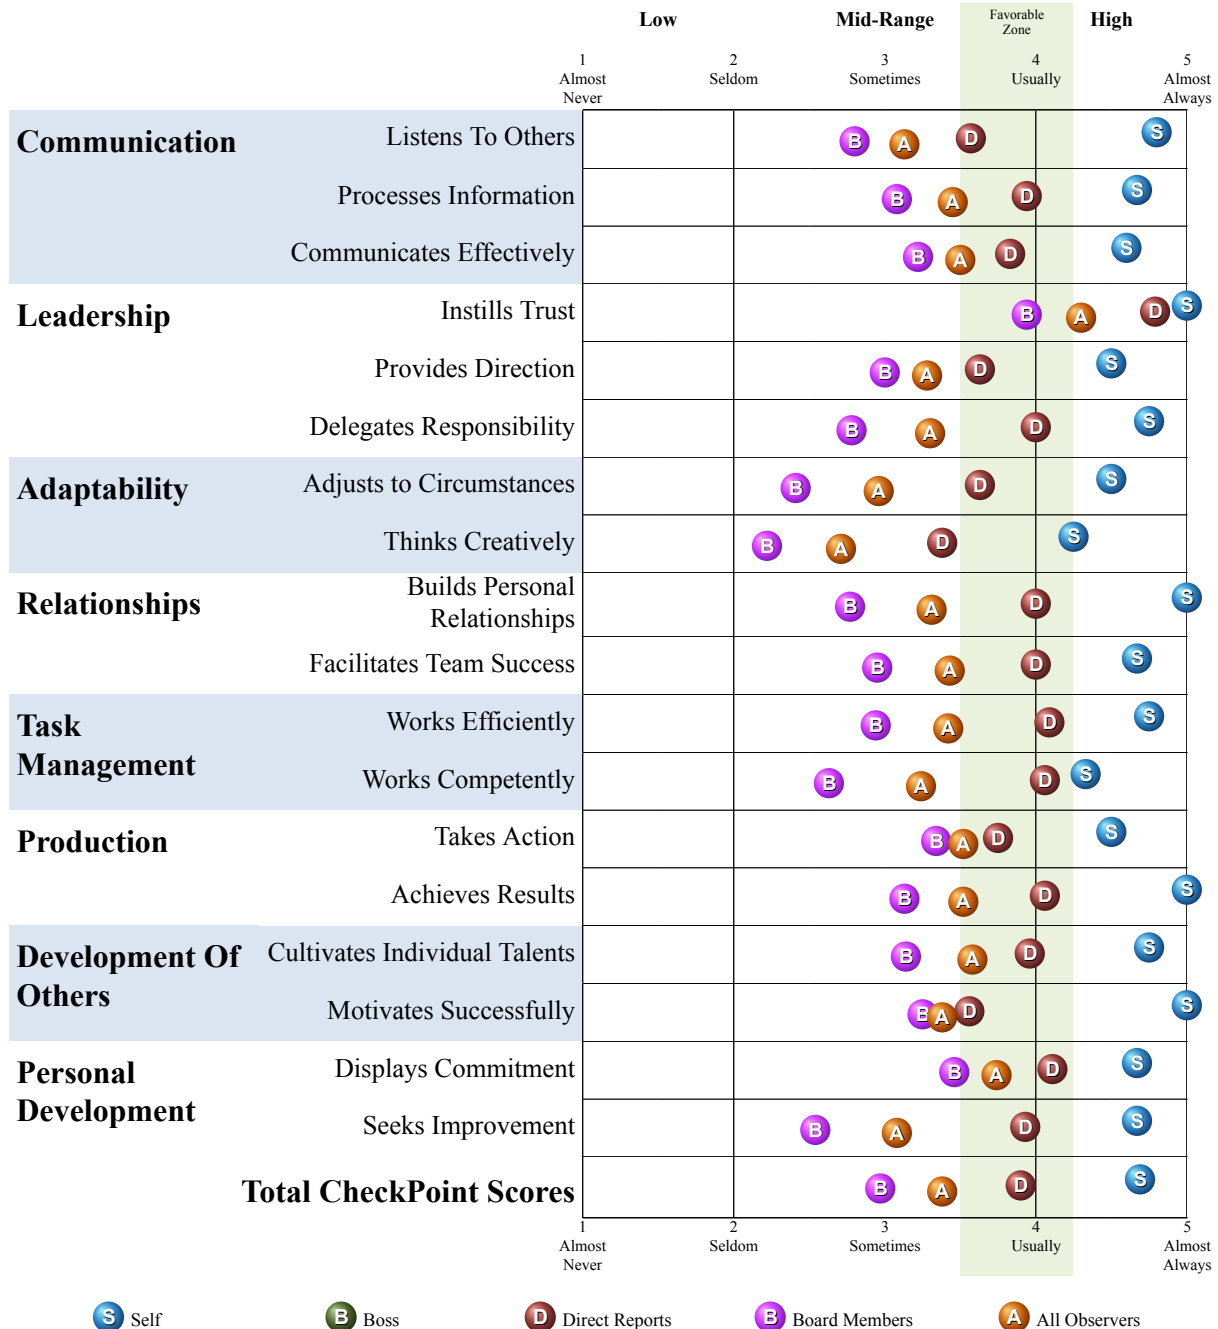 Low Mid-Range Favorable Zone High
1 Almost Never 2 Seldom 3 Sometimes 4 Usually 5 Almost Always
Communication
Listens To Others B A D S
Processes Information B A D S
Communicates Effectively B A D S
Leadership
Instills Trust B A D S
Provides Direction B A D S
Delegates Responsibility B A D S
Adaptability
Adjusts to Circumstances B A D S
Thinks Creatively B A D S
Relationships
Builds Personal
Relationships B A D S
Facilitates Team Success B A D S
Task
Management
Works Efficiently B A D S
Works Competently B A D S
Production
Takes Action B A D S
Achieves Results B A D S
Development Of
Others
Cultivates Individual Talents B A D S
Motivates Successfully B A D S
Personal
Development
Displays Commitment B A D S
Seeks Improvement B A D S
Total CheckPoint Scores B A D S
1 Almost Never 2 Seldom 3 Sometimes 4 Usually 5 Almost Always
S Self B Boss D Direct Reports B Board Members A All Observers